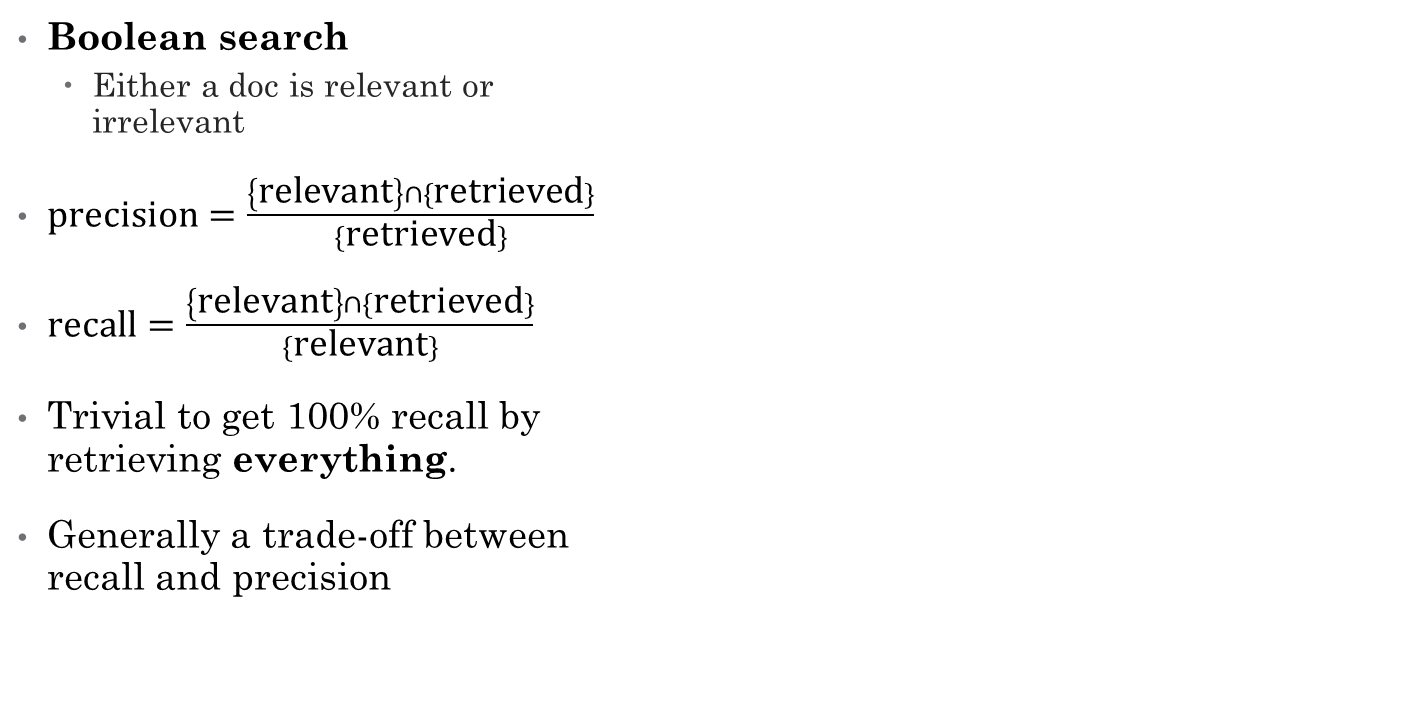 • Boolean search
• Either a doc is relevant or
irrelevant
• precision = {relevant}∩{retrieved} / {retrieved}
• recall = {relevant}∩{retrieved} / {relevant}
• Trivial to get 100% recall by
retrieving everything.
• Generally a trade-off between
recall and precision